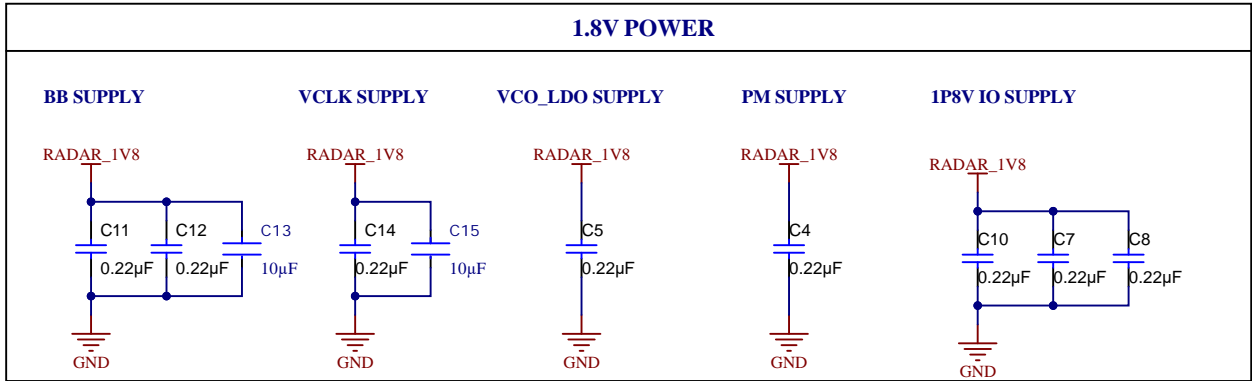 1.8V POWER
BB SUPPLY VCLK SUPPLY VCO_LDO SUPPLY PM SUPPLY 1P8V IO SUPPLY
RADAR_1V8 RADAR_1V8 RADAR_1V8 RADAR_1V8 RADAR_1V8
C11 C12 C13 C14 C15 C5 C4 C10 C7 C8
0.22µF 0.22µF 10µF 0.22µF 10µF 0.22µF 0.22µF 0.22µF 0.22µF 0.22µF
GND GND GND GND GND